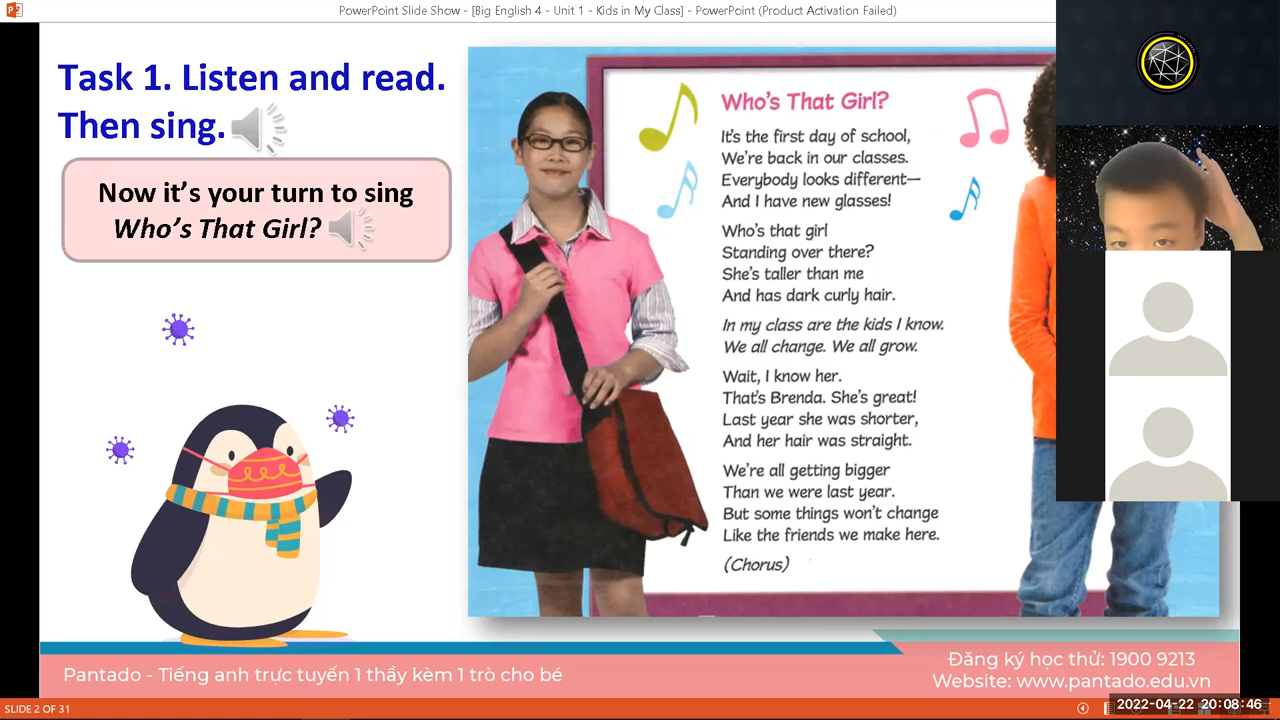 PowerPoint Slide Show - [Big English 4 - Unit 1 - Kids in My Class] - PowerPoint (Product Activation Failed)
Task 1. Listen and read.
Then sing.
Now it's your turn to sing
Who's That Girl?
Who's That Girl?
It's the first day of school,
We're back in our classes.
Everybody looks different—
And I have new glasses!
Who's that girl
Standing over there?
She's taller than me
And has dark curly hair.
In my class are the kids I know.
We all change. We all grow.
Wait, I know her.
That's Brenda. She's great!
Last year she was shorter,
And her hair was straight.
We're all getting bigger
Than we were last year.
But some things won't change
Like the friends we make here.
(Chorus)
Pantado - Tiếng anh trực tuyến 1 thầy kèm 1 trò cho bé
Đăng ký học thử: 1900 9213
Website: www.pantado.edu.vn
SLIDE 2 OF 31
2022-04-22 20:08:46